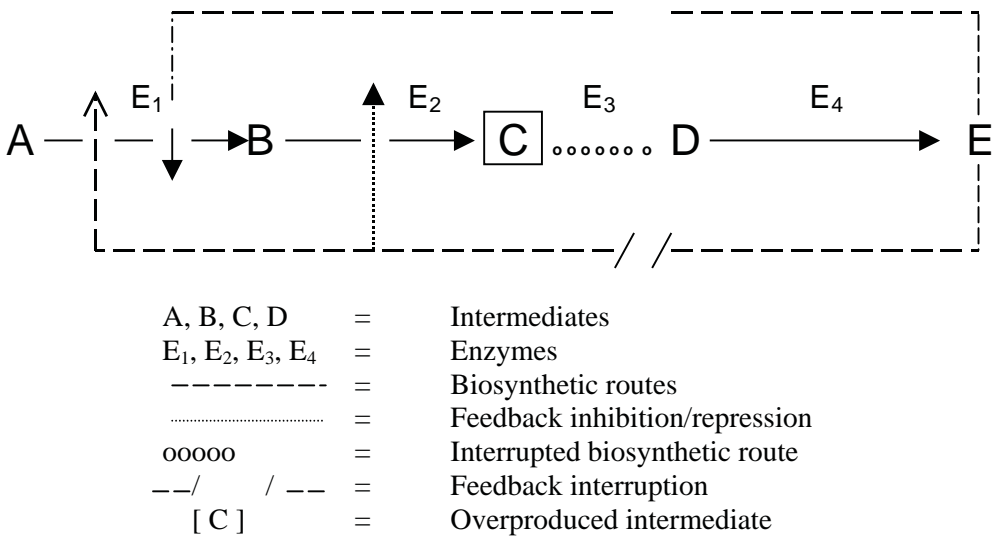 E₁ E₂ E₃ E₄
A B C ooooooo D E
A, B, C, D = Intermediates
E₁, E₂, E₃, E₄ = Enzymes
－－－－－－－- = Biosynthetic routes
........................................ = Feedback inhibition/repression
ooooo = Interrupted biosynthetic route
－－/ / －－ = Feedback interruption
[ C ] = Overproduced intermediate